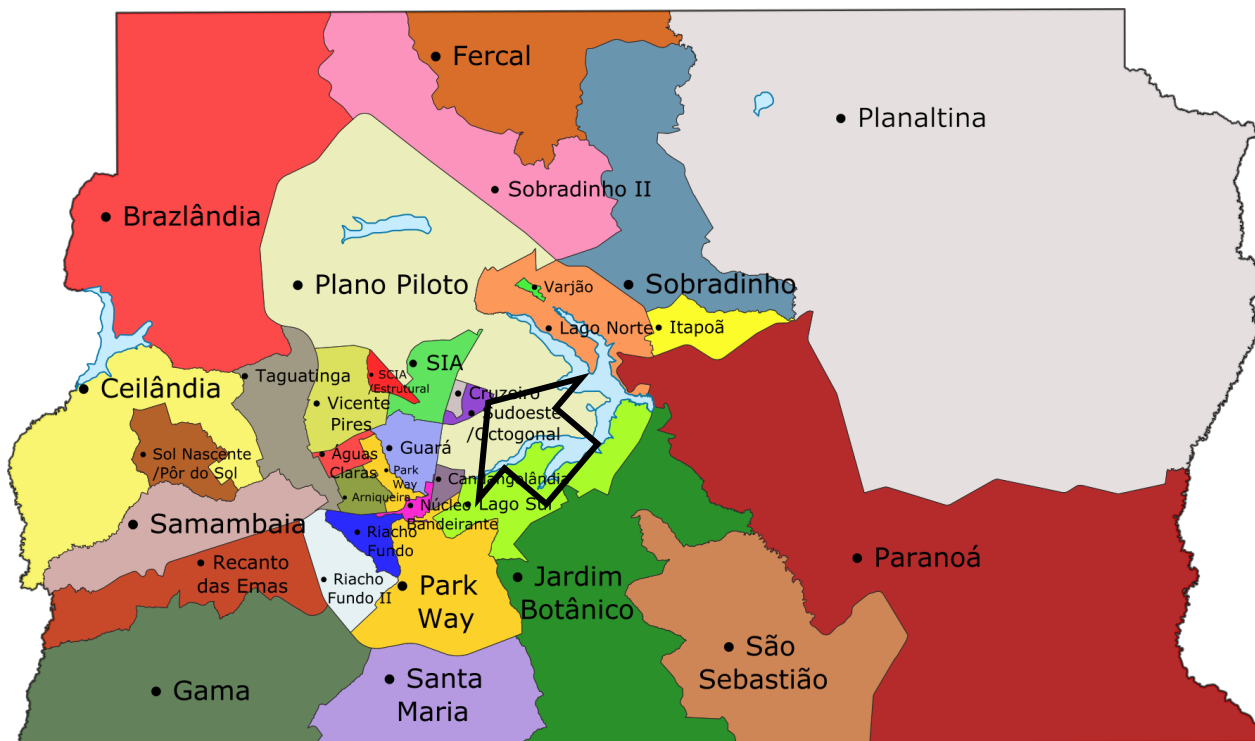 Fercal
Planaltina
Sobradinho II
Brazlândia
Plano Piloto
Varjão
Sobradinho
Lago Norte
Itapoã
SIA
Taguatinga
SCIA
/Estrutural
Ceilândia
Cruzeiro
Vicente
Pires
Sudoeste
/Octogonal
Guará
Sol Nascente
/Pôr do Sol
Águas
Claras
Park
Way
Candangolândia
Arniqueira
Núcleo
Bandeirante
Lago Sul
Samambaia
Riacho
Fundo
Recanto
das Emas
Riacho
Fundo II
Park
Way
Jardim
Botânico
Paranoá
São
Sebastião
Gama
Santa
Maria